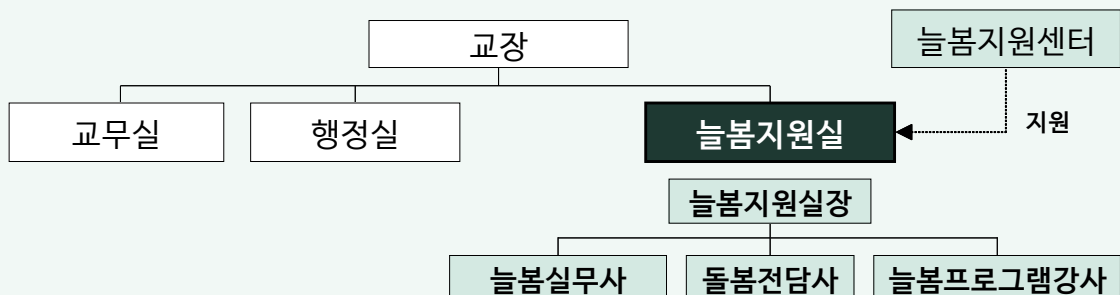 늘봄지원센터
교장
교무실
행정실
늘봄지원실
지원
늘봄지원실장
늘봄실무사
돌봄전담사
늘봄프로그램강사